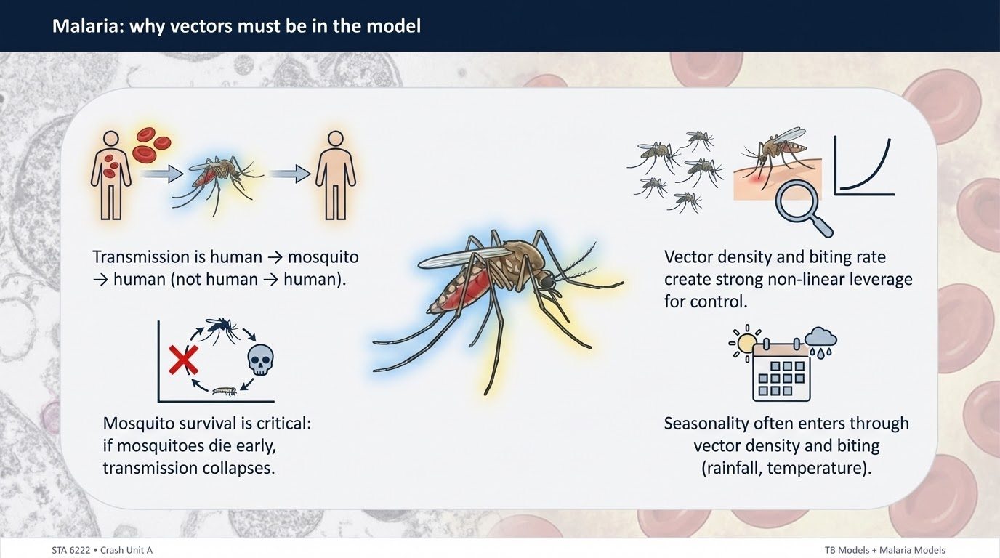 Malaria: why vectors must be in the model
Transmission is human → mosquito
→ human (not human → human).
Vector density and biting rate
create strong non-linear leverage
for control.
Mosquito survival is critical:
if mosquitoes die early,
transmission collapses.
Seasonality often enters through
vector density and biting
(rainfall, temperature).
STA 6222 • Crash Unit A
TB Models + Malaria Models